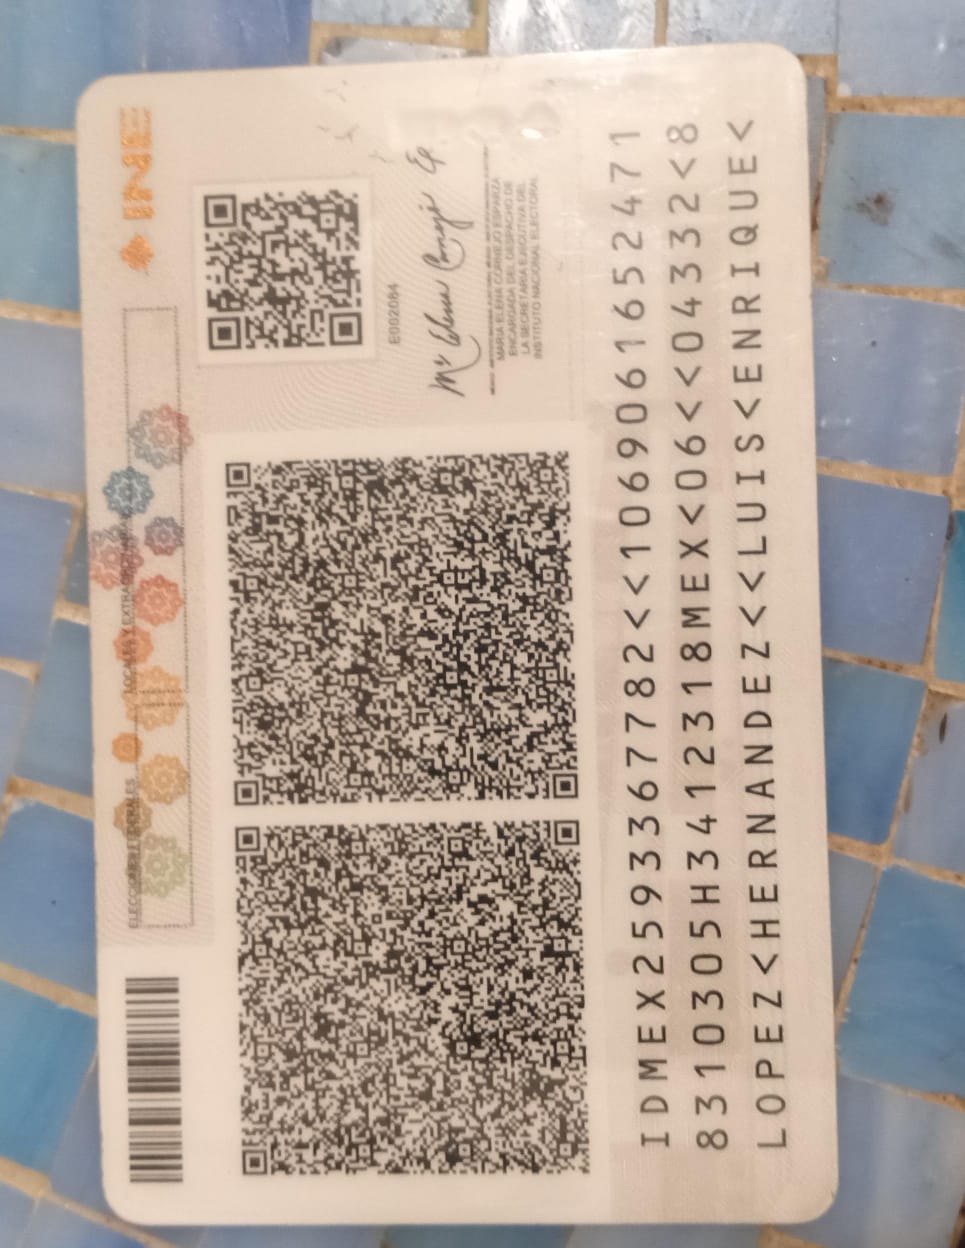 INE
ELECCIONES FEDERALES
LOCALES Y EXTRAORDINARIAS
E002084
MARIA ELENA CORNEJO ESPARZA
ENCARGADA DEL DESPACHO DE
LA SECRETARIA EJECUTIVA DEL
INSTITUTO NACIONAL ELECTORAL
IDMEX2593367782<<1069061652471
8310305H3412318MEX<06<<04332<8
LOPEZ<HERNANDEZ<<LUIS<ENRIQUE<